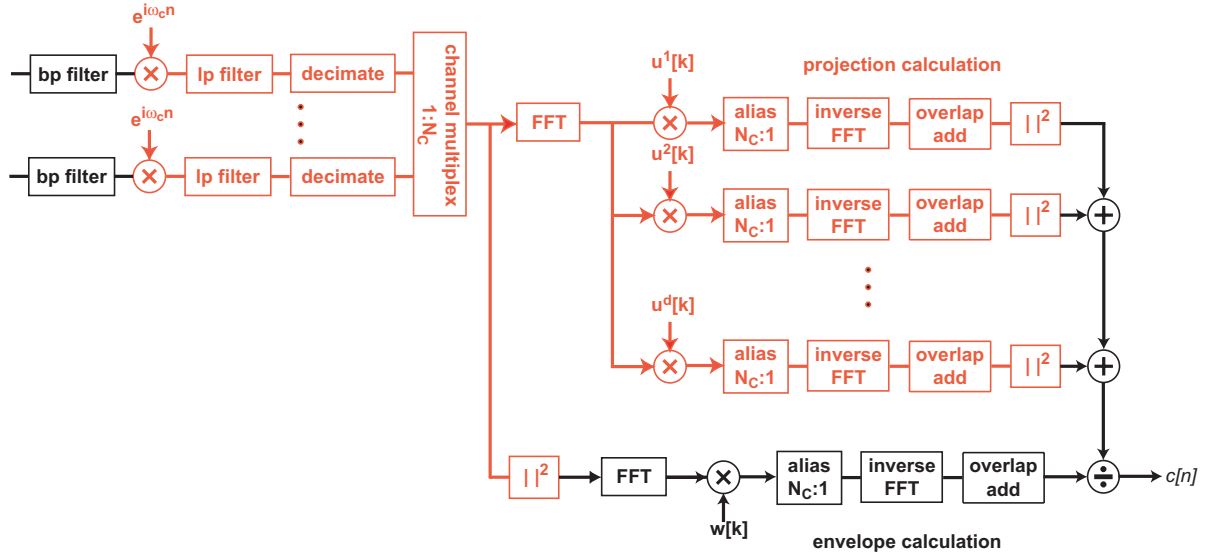 e^{iω_c n}
bp filter
×
lp filter
decimate
e^{iω_c n}
bp filter
×
lp filter
decimate
channel multiplex
1:N_C
FFT
projection calculation
u^1[k]
×
alias
N_C:1
inverse
FFT
overlap
add
| |^2
u^2[k]
×
alias
N_C:1
inverse
FFT
overlap
add
| |^2
+
u^d[k]
×
alias
N_C:1
inverse
FFT
overlap
add
| |^2
+
| |^2
FFT
×
w[k]
alias
N_C:1
inverse
FFT
overlap
add
÷
c[n]
envelope calculation